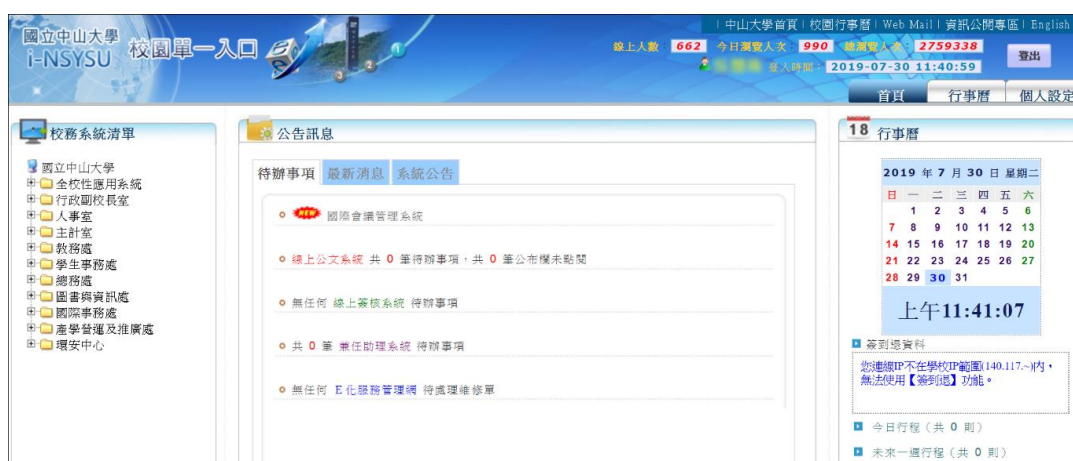 國立中山大學
i-NSYSU 校園單一入口
| 中山大學首頁 | 校園行事曆 | Web Mail | 資訊公開專區 | English
線上人數: 662 今日瀏覽人次: 990 總瀏覽人次: 2759338
登入時間: 2019-07-30 11:40:59
登出
首頁 行事曆 個人設定
校務系統清單
國立中山大學
全校性應用系統
行政副校長室
人事室
主計室
教務處
學生事務處
總務處
圖書與資訊處
國際事務處
產學營運及推廣處
環安中心
公告訊息
待辦事項 最新消息 系統公告
NEW 國際會議管理系統
線上公文系統 共 0 筆待辦事項,共 0 筆公布欄未點閱
無任何 線上簽核系統 待辦事項
共 0 筆 兼任助理系統 待辦事項
無任何 E化服務管理網 待處理維修單
18 行事曆
2019 年 7 月 30 日 星期二
日 一 二 三 四 五 六
1 2 3 4 5 6
7 8 9 10 11 12 13
14 15 16 17 18 19 20
21 22 23 24 25 26 27
28 29 30 31
上午11:41:07
簽到退資料
您連線IP不在學校IP範圍(140.117.~)內,
無法使用【簽到退】功能。
今日行程(共 0 則)
未來一週行程(共 0 則)